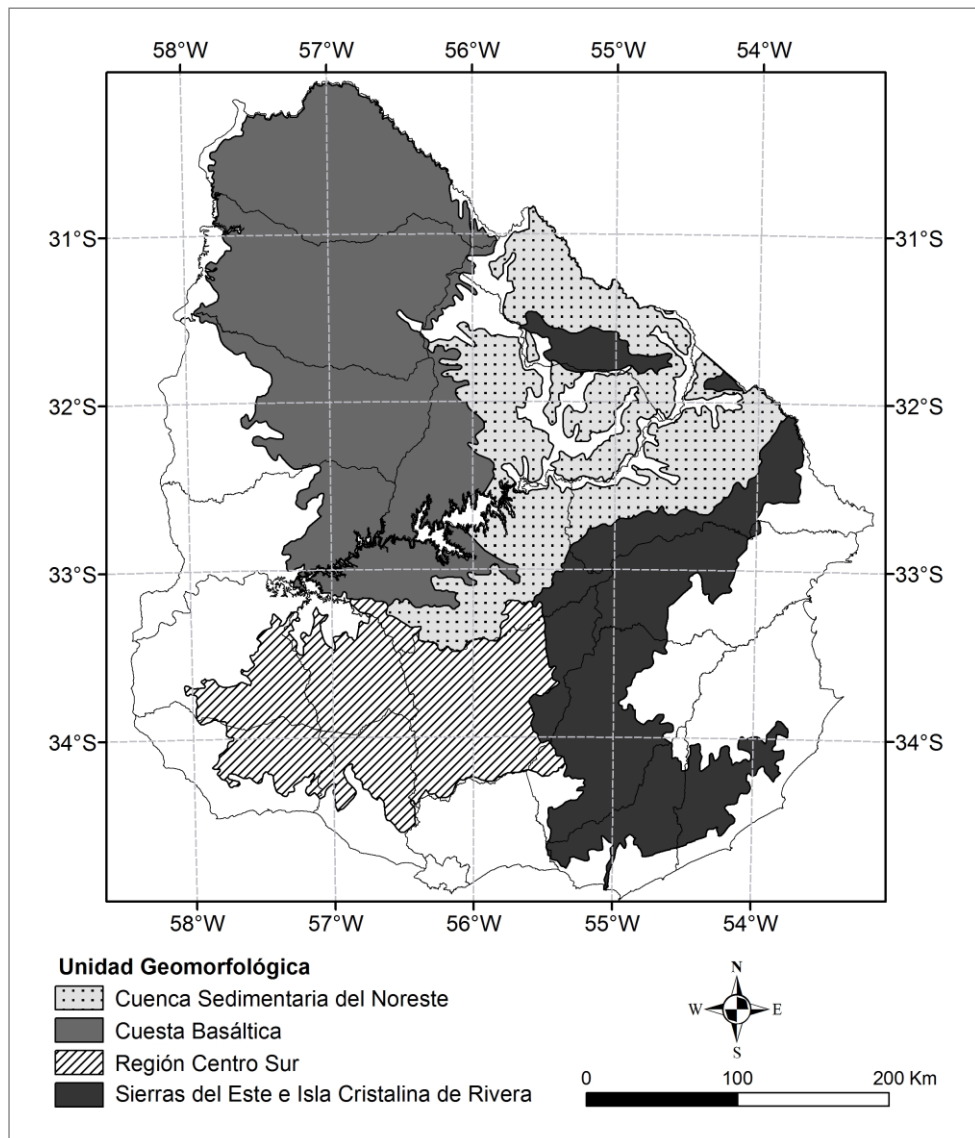 58°W 57°W 56°W 55°W 54°W
31°S 31°S
32°S 32°S
33°S 33°S
34°S 34°S
58°W 57°W 56°W 55°W 54°W
Unidad Geomorfológica
Cuenca Sedimentaria del Noreste
Cuesta Basáltica
Región Centro Sur
Sierras del Este e Isla Cristalina de Rivera
N
W E
S
0 100 200 Km